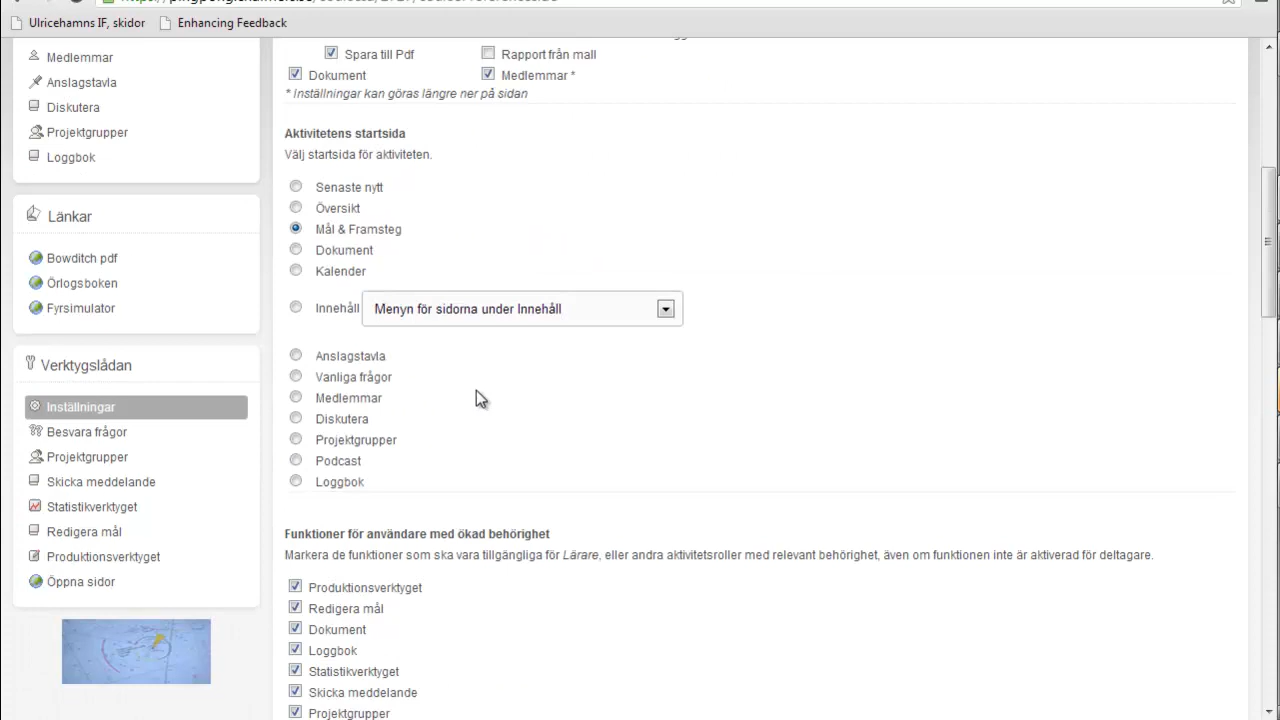 Ulricehamns IF, skidor
Enhancing Feedback
Medlemmar
Anslagstavla
Diskutera
Projektgrupper
Loggbok
Länkar
Bowditch pdf
Örlogsboken
Fyrsimulator
Verktygslådan
Inställningar
Besvara frågor
Projektgrupper
Skicka meddelande
Statistikverktyget
Redigera mål
Produktionsverktyget
Öppna sidor
Spara till Pdf
Rapport från mall
Dokument
Medlemmar *
* Inställningar kan göras längre ner på sidan
Aktivitetens startsida
Välj startsida för aktiviteten.
Senaste nytt
Översikt
Mål & Framsteg
Dokument
Kalender
Innehåll
Menyn för sidorna under Innehåll
Anslagstavla
Vanliga frågor
Medlemmar
Diskutera
Projektgrupper
Podcast
Loggbok
Funktioner för användare med ökad behörighet
Markera de funktioner som ska vara tillgängliga för Lärare, eller andra aktivitetsroller med relevant behörighet, även om funktionen inte är aktiverad för deltagare.
Produktionsverktyget
Redigera mål
Dokument
Loggbok
Statistikverktyget
Skicka meddelande
Projektgrupper